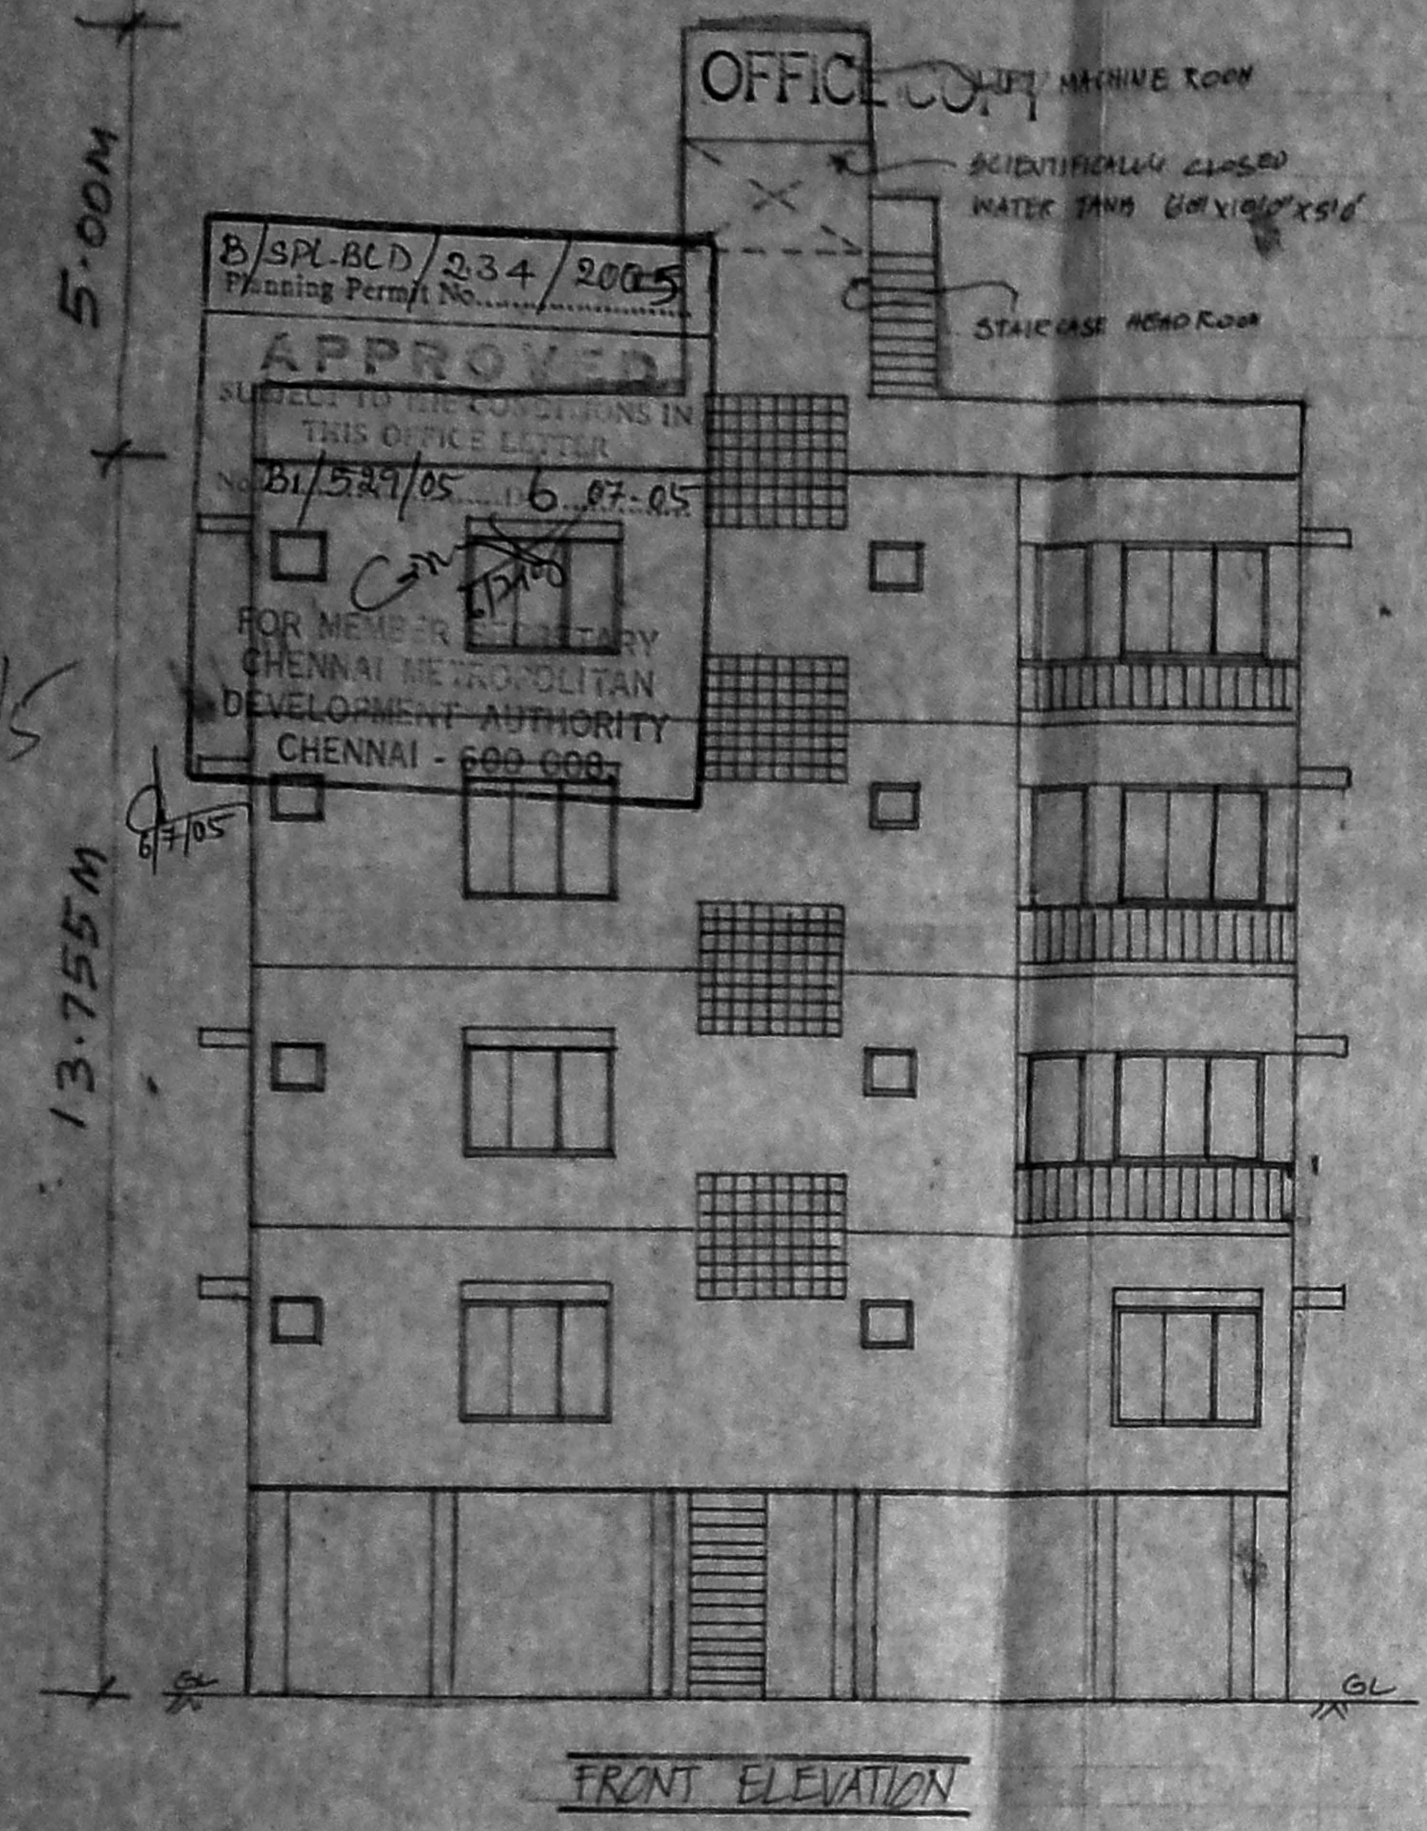 OFFICE COPY
LIFT MACHINE ROOM
SCIENTIFICALLY CLOSED
WATER TANK
STAIRCASE HEAD ROOM
5.00M
B/SPL-BLD/234/2005
Planning Permit No.
APPROVED
SUBJECT TO THE CONDITIONS IN
THIS OFFICE LETTER
No B1/529/05 D 6 07-05
FOR MEMBER SECRETARY
CHENNAI METROPOLITAN
DEVELOPMENT AUTHORITY
CHENNAI - 600 008.
6/7/05
13.755M
GL
GL
FRONT ELEVATION